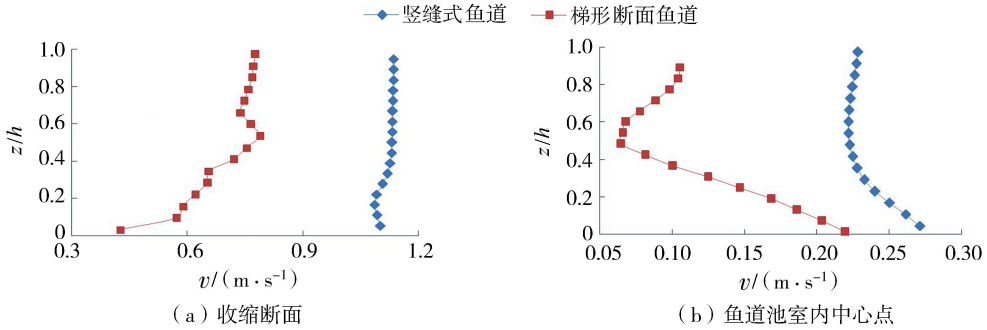 竖缝式鱼道 梯形断面鱼道
1.0 1.0
0.8 0.8
z/h 0.6 z/h 0.6
0.4 0.4
0.2 0.2
0 0
0.3 0.6 0.9 1.2 0.05 0.10 0.15 0.20 0.25 0.30
v/(m·s⁻¹) v/(m·s⁻¹)
(a)收缩断面 (b)鱼道池室内中心点